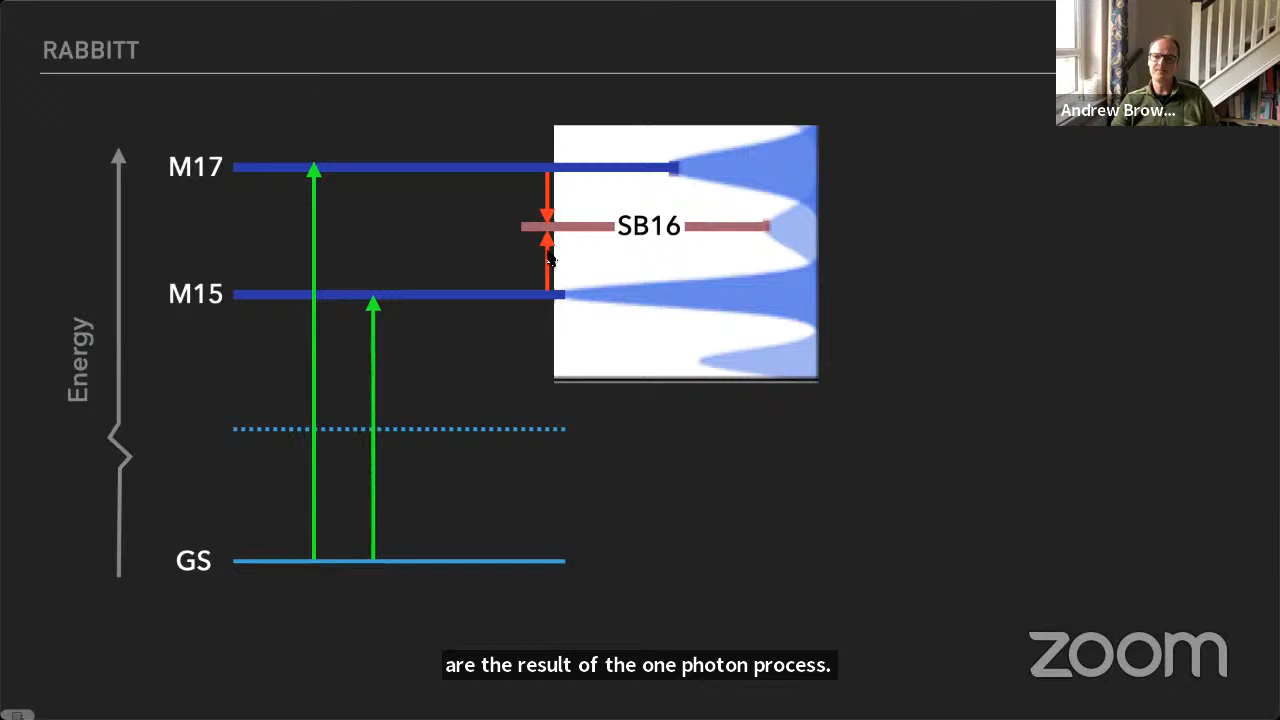 RABBITT
Andrew Brow...
M17
SB16
M15
Energy
GS
are the result of the one photon process.
zoom